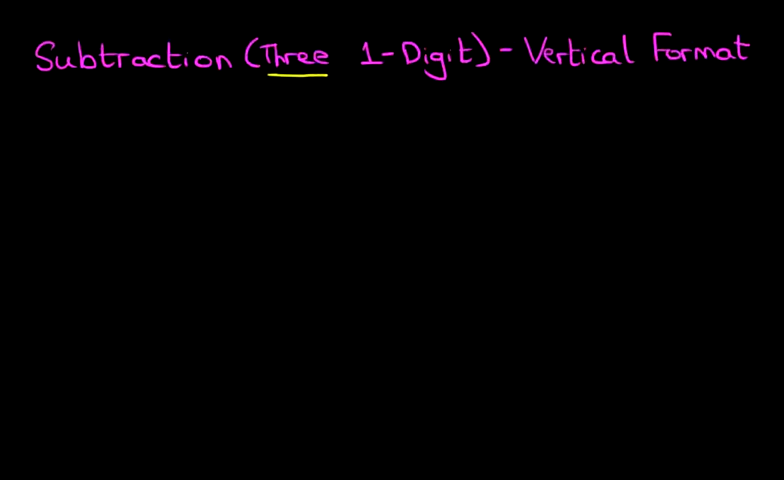 Subtraction (Three 1-Digit) - Vertical Format